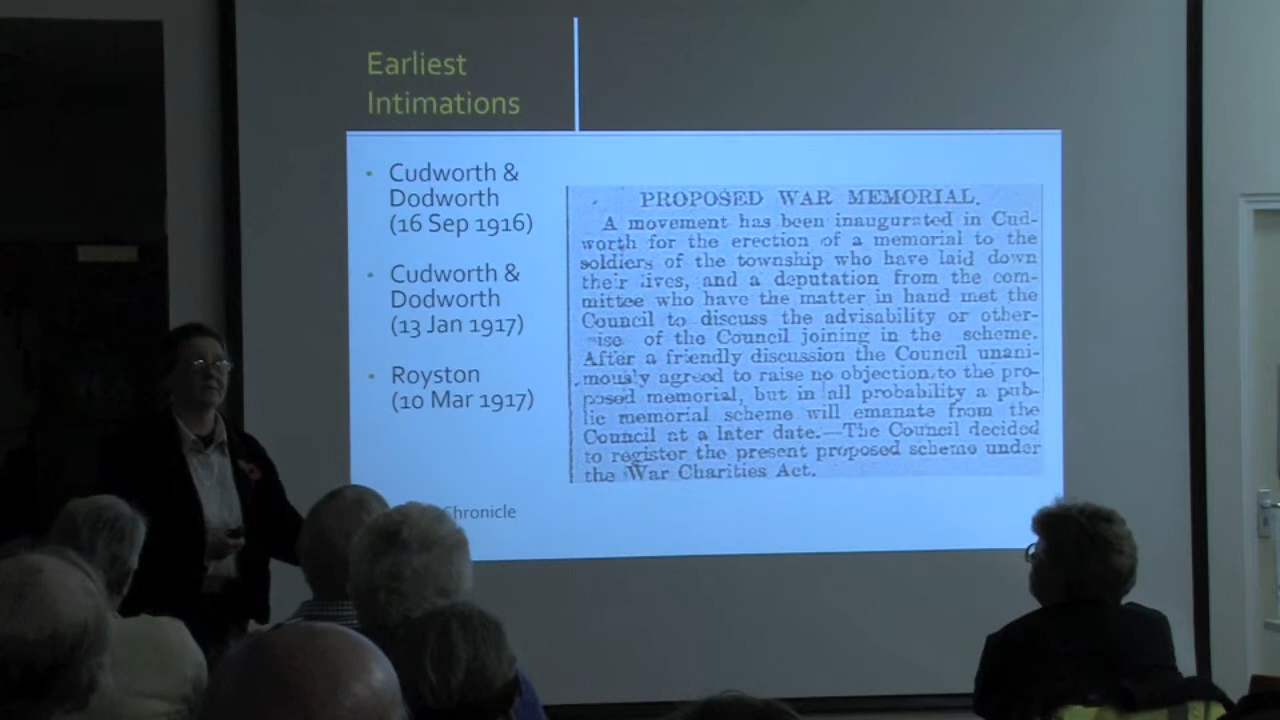 Earliest
Intimations
• Cudworth &
Dodworth
(16 Sep 1916)
• Cudworth &
Dodworth
(13 Jan 1917)
• Royston
(10 Mar 1917)
Chronicle
PROPOSED WAR MEMORIAL.
A movement has been inaugurated in Cud-
worth for the erection of a memorial to the
soldiers of the township who have laid down
their lives, and a deputation from the com-
mittee who have the matter in hand met the
Council to discuss the advisability or other-
ise of the Council joining in the scheme.
After a friendly discussion the Council unani-
mously agreed to raise no objection to the pro-
posed memorial, but in all probability a pub-
lic memorial scheme will emanate from the
Council at a later date.—The Council decided
to register the present proposed scheme under
the War Charities Act.